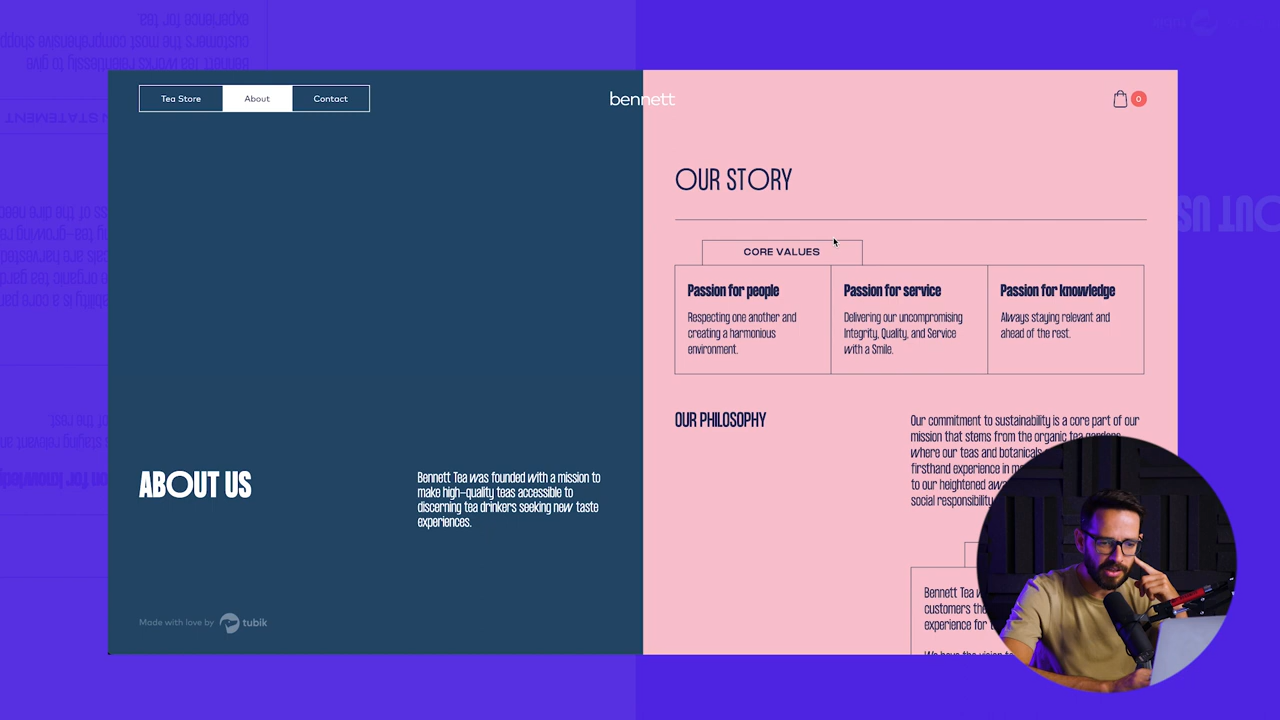 Tea Store
About
Contact
bennett
0
OUR STORY
CORE VALUES
Passion for people
Respecting one another and
creating a harmonious
environment.
Passion for service
Delivering our uncompromising
Integrity, Quality, and Service
with a Smile.
Passion for knowledge
Always staying relevant and
ahead of the rest.
OUR PHILOSOPHY
Our commitment to sustainability is a core part of our
mission that stems from the organic tea gardens
where our teas and botanicals
firsthand experience in
to our heightened
social responsibility
ABOUT US
Bennett Tea was founded with a mission to
make high-quality teas accessible to
discerning tea drinkers seeking new taste
experiences.
Bennett Tea
customers the
experience for
We have the vision
Made with love by tubik